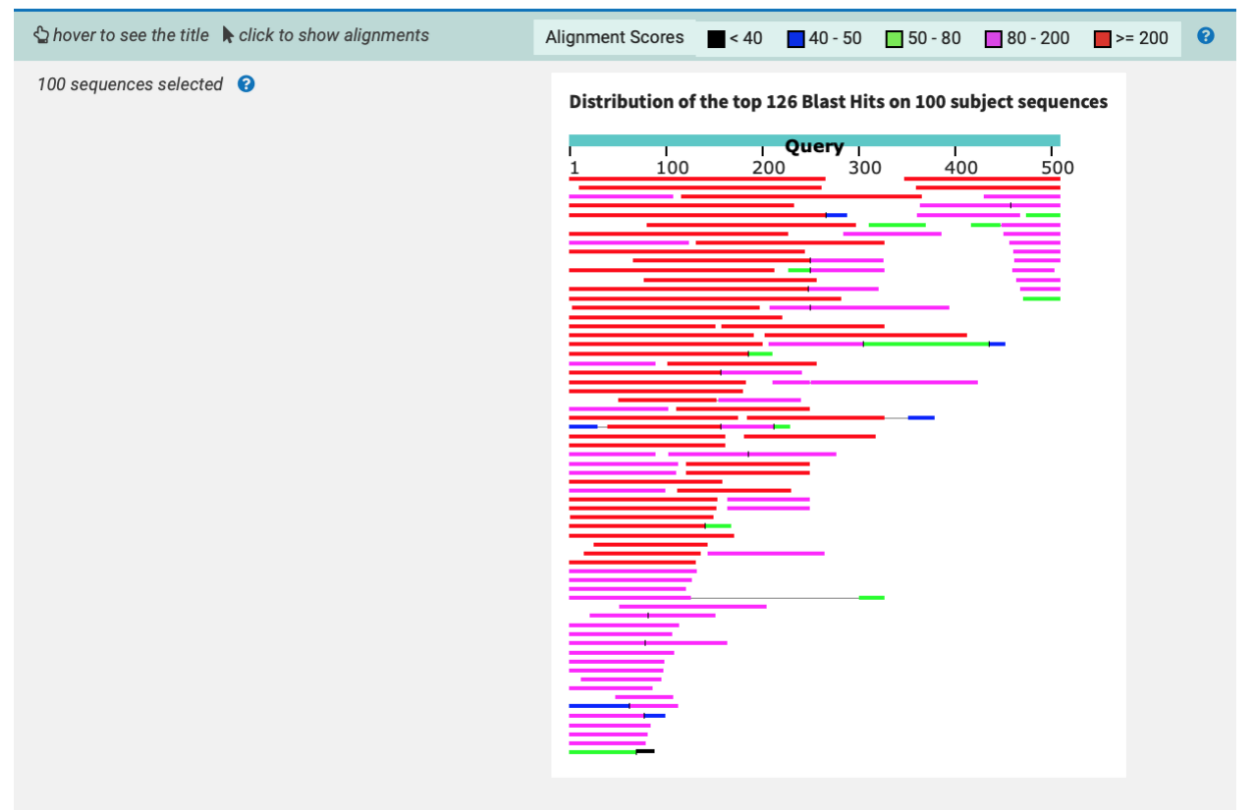 hover to see the title click to show alignments Alignment Scores < 40 40 - 50 50 - 80 80 - 200 >= 200 ?
100 sequences selected ?
Distribution of the top 126 Blast Hits on 100 subject sequences
Query
1 100 200 300 400 500